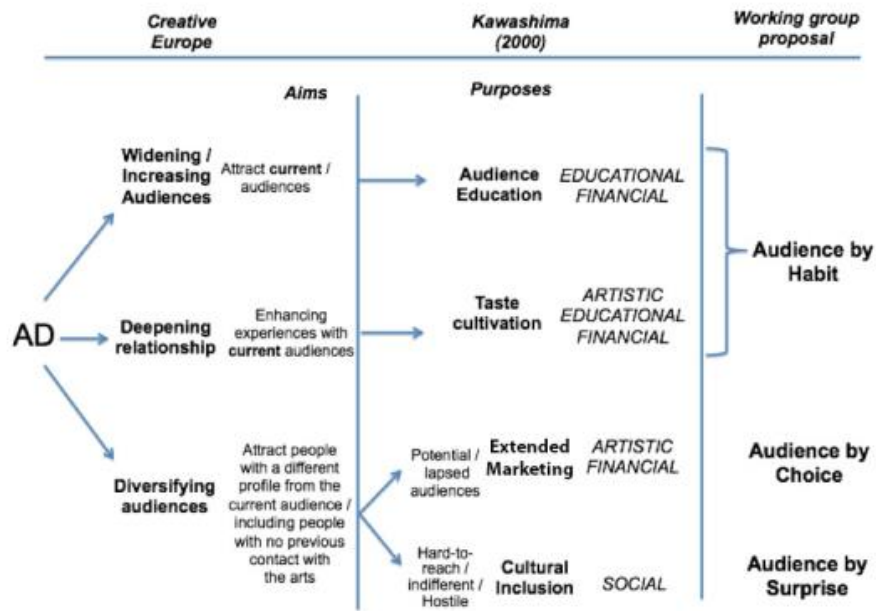 Creative
Europe
Kawashima
(2000)
Working group
proposal
Aims
Purposes
AD
Widening /
Increasing
Audiences
Attract current /
audiences
Audience
Education
EDUCATIONAL
FINANCIAL
Audience by
Habit
Deepening
relationship
Enhancing
experiences with
current audiences
Taste
cultivation
ARTISTIC
EDUCATIONAL
FINANCIAL
Diversifying
audiences
Attract people
with a different
profile from the
current audience /
including people
with no previous
contact with
the arts
Potential /
lapsed
audiences
Extended
Marketing
ARTISTIC
FINANCIAL
Audience by
Choice
Hard-to-
reach /
indifferent /
Hostile
Cultural
Inclusion
SOCIAL
Audience by
Surprise